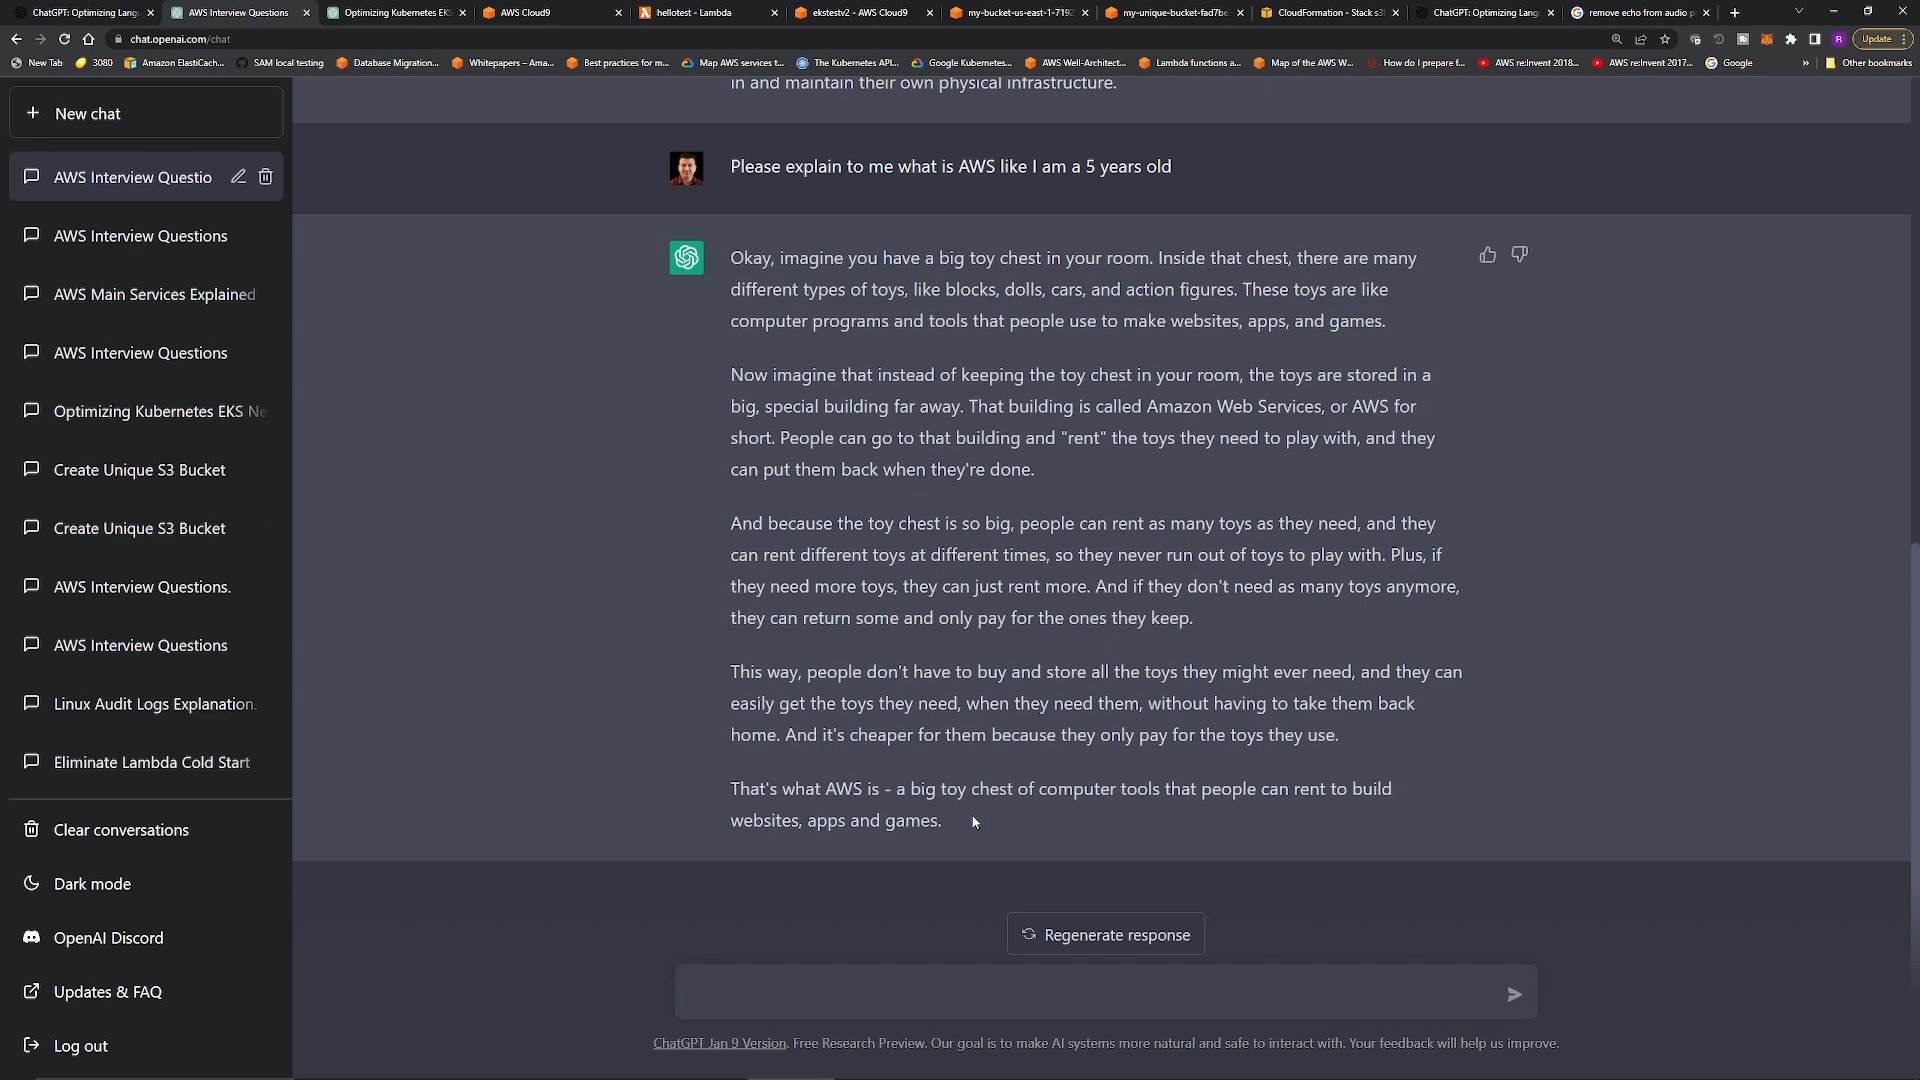 ChatGPT: Optimizing Lang
AWS Interview Questions
Optimizing Kubernetes EKS
AWS Cloud9
hellotest - Lambda
ekstestv2 - AWS Cloud9
my-bucket-us-east-1-7192
my-unique-bucket-fad7be
CloudFormation - Stack s3
ChatGPT: Optimizing Lang
remove echo from audio p
chat.openai.com/chat
R
Update
New Tab
3080
Amazon ElastiCach...
SAM local testing
Database Migration...
Whitepapers – Ama...
Best practices for m...
Map AWS services t...
The Kubernetes API...
Google Kubernetes...
AWS Well-Architect...
Lambda functions a...
Map of the AWS W...
How do I prepare f...
AWS re:Invent 2018...
AWS re:Invent 2017...
Google
»
Other bookmarks
+ New chat
AWS Interview Questio
AWS Interview Questions
AWS Main Services Explained
AWS Interview Questions
Optimizing Kubernetes EKS Ne
Create Unique S3 Bucket
Create Unique S3 Bucket
AWS Interview Questions.
AWS Interview Questions
Linux Audit Logs Explanation.
Eliminate Lambda Cold Start
Clear conversations
Dark mode
OpenAI Discord
Updates & FAQ
Log out
in and maintain their own physical infrastructure.
Please explain to me what is AWS like I am a 5 years old
Okay, imagine you have a big toy chest in your room. Inside that chest, there are many
different types of toys, like blocks, dolls, cars, and action figures. These toys are like
computer programs and tools that people use to make websites, apps, and games.
Now imagine that instead of keeping the toy chest in your room, the toys are stored in a
big, special building far away. That building is called Amazon Web Services, or AWS for
short. People can go to that building and "rent" the toys they need to play with, and they
can put them back when they're done.
And because the toy chest is so big, people can rent as many toys as they need, and they
can rent different toys at different times, so they never run out of toys to play with. Plus, if
they need more toys, they can just rent more. And if they don't need as many toys anymore,
they can return some and only pay for the ones they keep.
This way, people don't have to buy and store all the toys they might ever need, and they can
easily get the toys they need, when they need them, without having to take them back
home. And it's cheaper for them because they only pay for the toys they use.
That's what AWS is - a big toy chest of computer tools that people can rent to build
websites, apps and games.
Regenerate response
ChatGPT Jan 9 Version. Free Research Preview. Our goal is to make AI systems more natural and safe to interact with. Your feedback will help us improve.